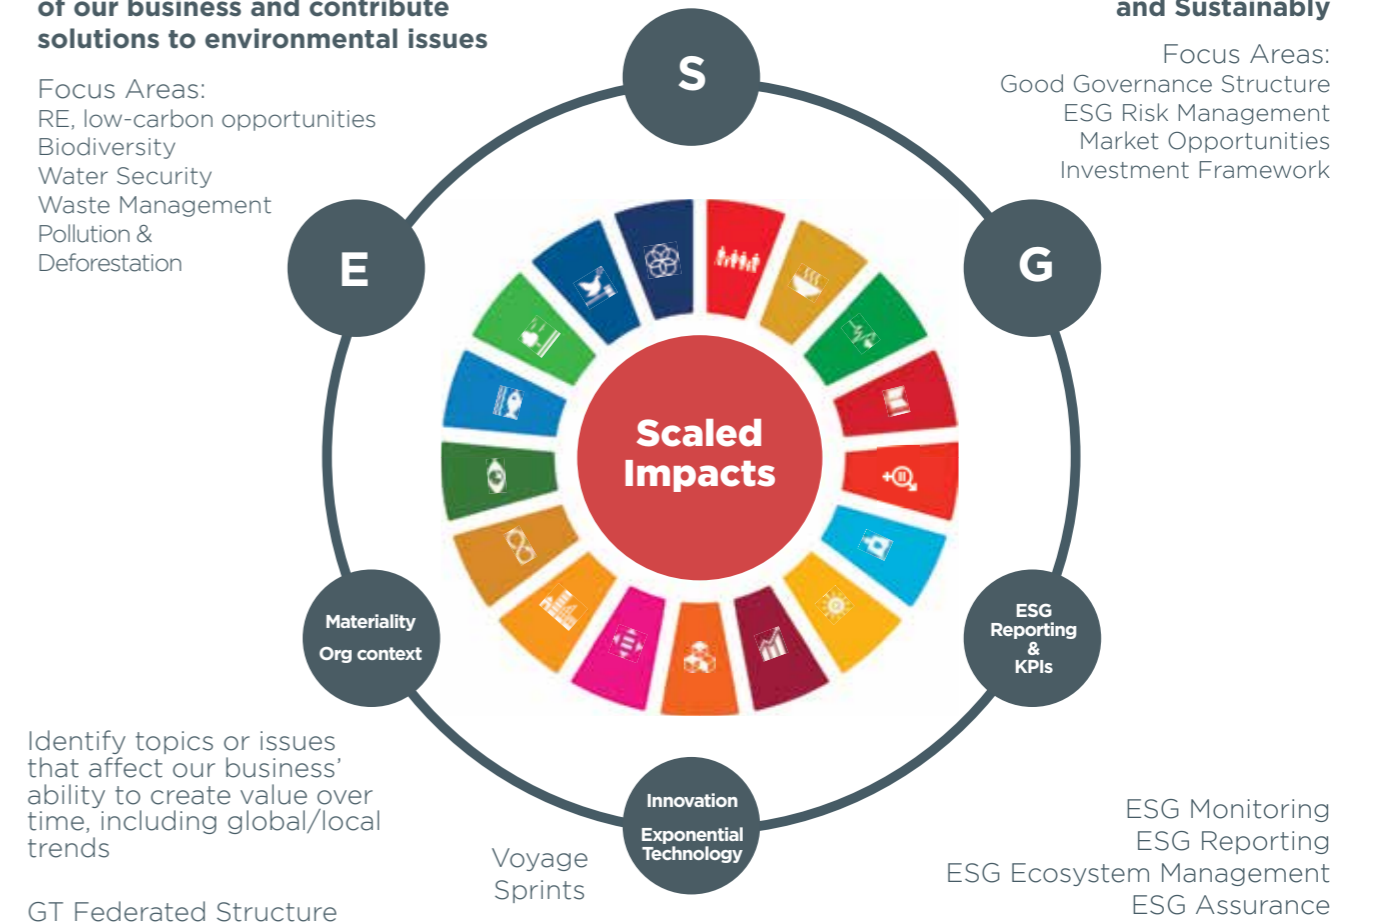 of our business and contribute
solutions to environmental issues
Focus Areas:
RE, low-carbon opportunities
Biodiversity
Water Security
Waste Management
Pollution &
Deforestation
and Sustainably
Focus Areas:
Good Governance Structure
ESG Risk Management
Market Opportunities
Investment Framework
S
E
G
Scaled
Impacts
Materiality
Org context
ESG
Reporting
&
KPIs
Innovation
Exponential
Technology
Identify topics or issues
that affect our business’
ability to create value over
time, including global/local
trends
GT Federated Structure
Voyage
Sprints
ESG Monitoring
ESG Reporting
ESG Ecosystem Management
ESG Assurance